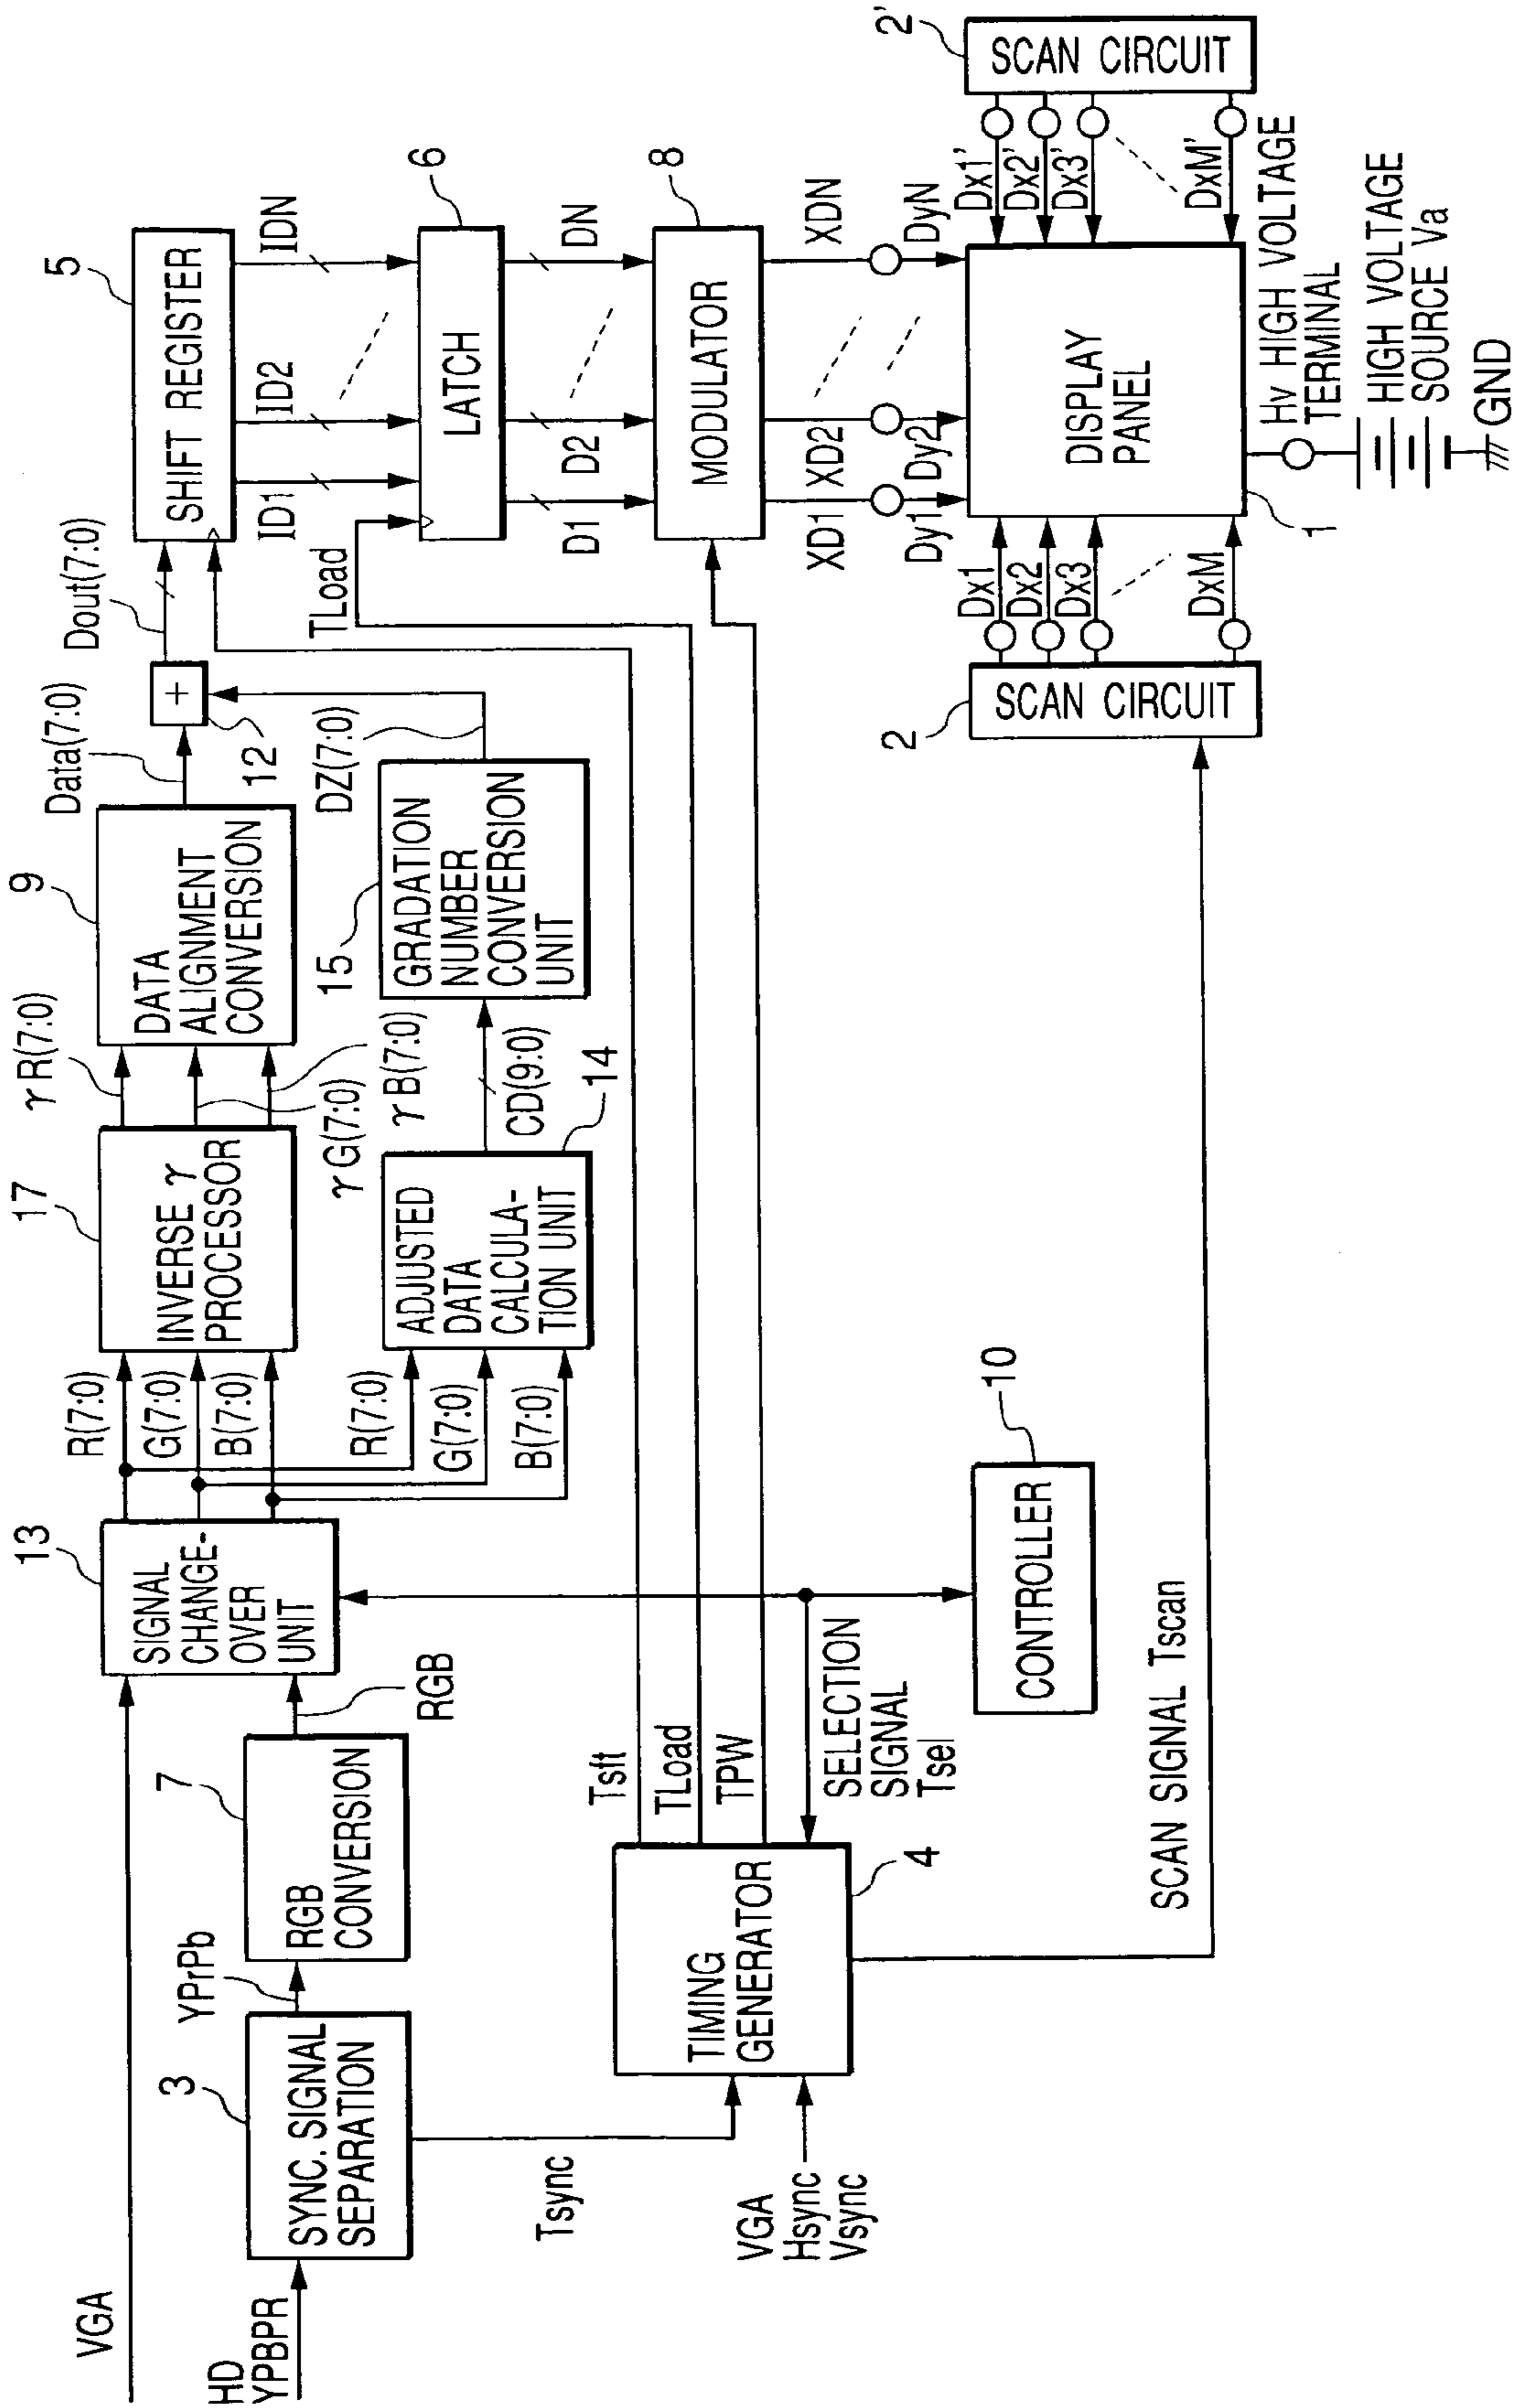 VGA
HD
YPBPR
3
SYNC. SIGNAL
SEPARATION
YPrPb
7
RGB
CONVERSION
RGB
13
SIGNAL
CHANGE-
OVER
UNIT
R(7:0)
G(7:0)
B(7:0)
R(7:0)
G(7:0)
B(7:0)
17
INVERSE γ
PROCESSOR
γR(7:0)
γG(7:0)
γB(7:0)
9
DATA
ALIGNMENT
CONVERSION
Data(7:0)
+
12
Dout(7:0)
5
SHIFT REGISTER
ADJUSTED
DATA
CALCULA-
TION UNIT
14
CD(9:0)
15
GRADATION
NUMBER
CONVERSION
UNIT
DZ(7:0)
ID1
ID2
IDN
TLoad
6
LATCH
D1
D2
DN
8
MODULATOR
XD1
XD2
XDN
Dy1
Dy2
DyN
Tsync
VGA
Hsync
Vsync
TIMING
GENERATOR
4
Tsft
TLoad
TPW
SELECTION
SIGNAL
Tsel
10
CONTROLLER
SCAN SIGNAL Tscan
2
SCAN CIRCUIT
Dx1
Dx2
Dx3
DxM
DISPLAY
PANEL
1
Dx1'
Dx2'
Dx3'
DxM'
2'
SCAN CIRCUIT
Hv HIGH VOLTAGE
TERMINAL
HIGH VOLTAGE
SOURCE Va
GND